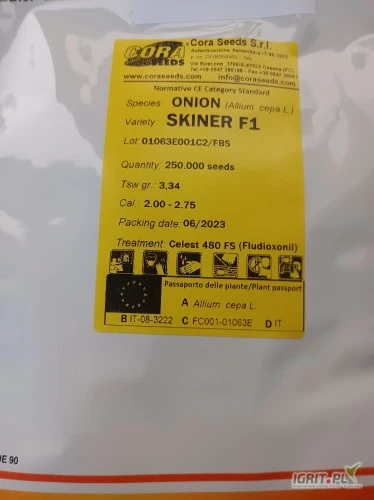 CORA
SEEDS
Cora Seeds S.r.l.
www.coraseeds.com info@coraseeds.com
Normative CE Category Standard
Species: ONION (Allium cepa L.)
Variety SKINER F1
Lot: 01063E001C2/FB5
Quantity: 250.000 seeds
Tsw gr.: 3,34
Cal. 2.00 - 2.75
Packing date: 06/2023
Treatment: Celest 480 FS (Fludioxonil)
Passaporto delle piante/Plant passport
A Allium cepa L.
B IT-08-3222 C FC001-01063E D IT
E 90
IGRIT.PL